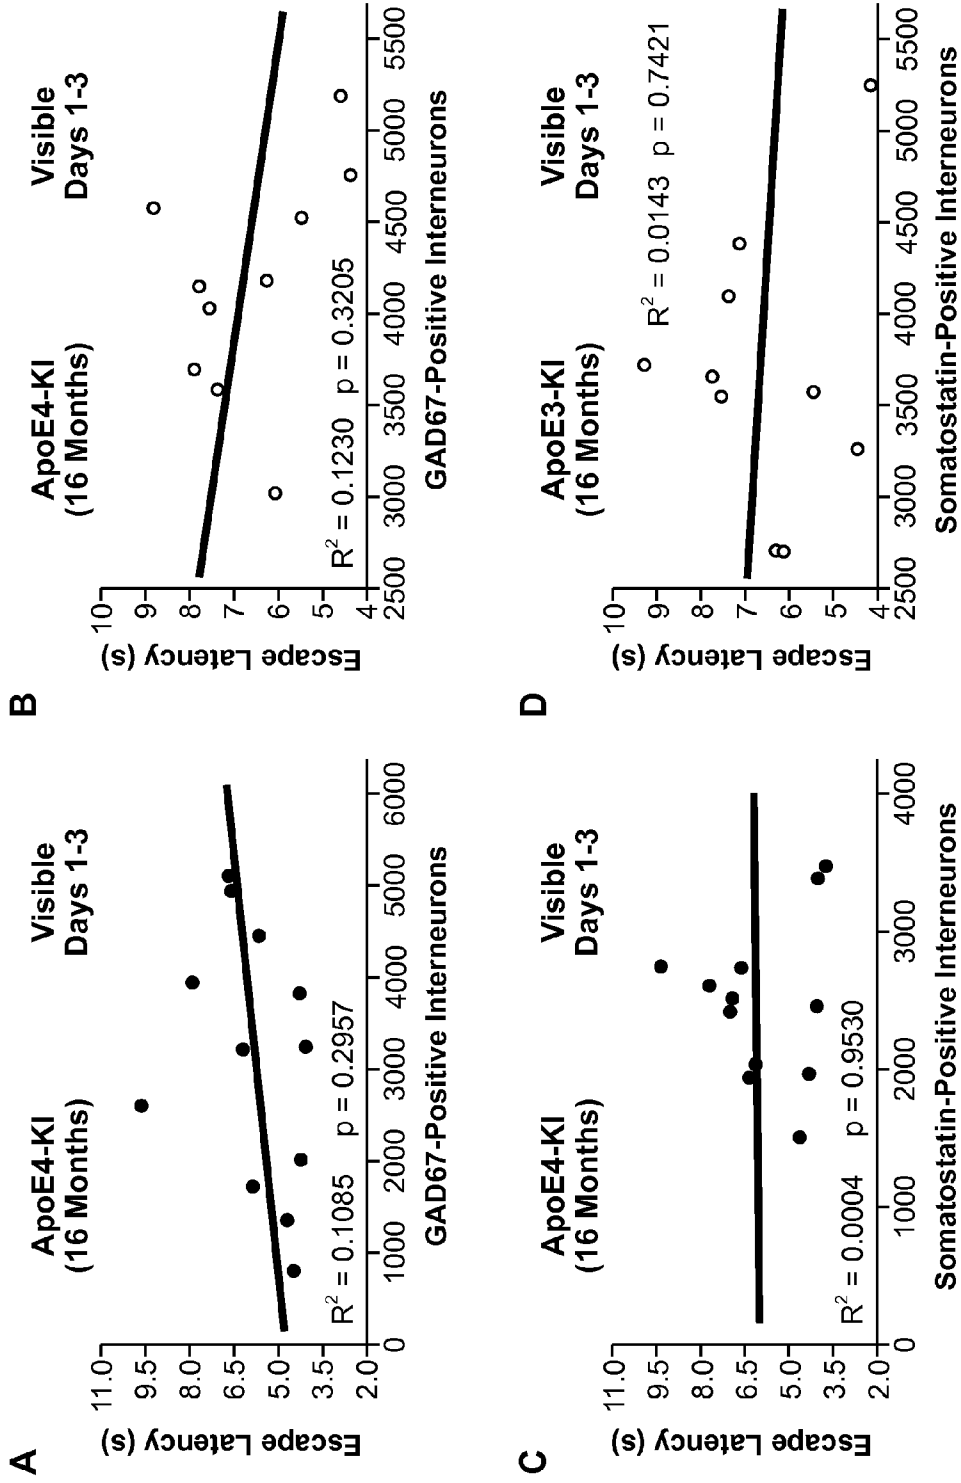 A
ApoE4-KI
(16 Months)
Visible
Days 1-3
Escape Latency (s)
11.0
9.5
8.0
6.5
5.0
3.5
2.0
R² = 0.1085 p = 0.2957
0 1000 2000 3000 4000 5000 6000
GAD67-Positive Interneurons
B
ApoE4-KI
(16 Months)
Visible
Days 1-3
Escape Latency (s)
10
9
8
7
6
5
4
R² = 0.1230 p = 0.3205
2500 3000 3500 4000 4500 5000 5500
GAD67-Positive Interneurons
C
ApoE4-KI
(16 Months)
Visible
Days 1-3
Escape Latency (s)
11.0
9.5
8.0
6.5
5.0
3.5
2.0
R² = 0.0004 p = 0.9530
0 1000 2000 3000 4000
Somatostatin-Positive Interneurons
D
ApoE3-KI
(16 Months)
Visible
Days 1-3
Escape Latency (s)
10
9
8
7
6
5
4
R² = 0.0143 p = 0.7421
2500 3000 3500 4000 4500 5000 5500
Somatostatin-Positive Interneurons